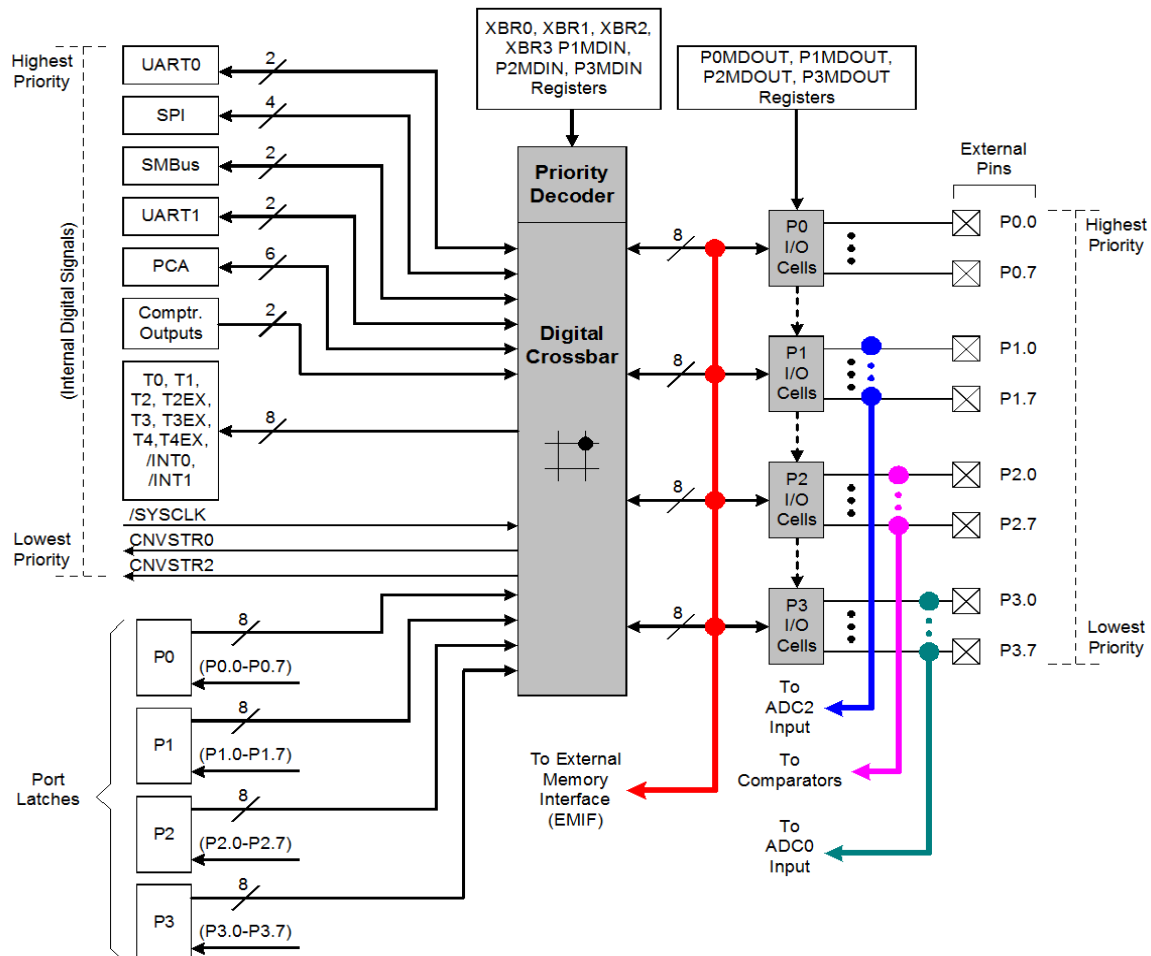 XBR0, XBR1, XBR2,
XBR3 P1MDIN,
P2MDIN, P3MDIN
Registers
P0MDOUT, P1MDOUT,
P2MDOUT, P3MDOUT
Registers
Highest
Priority
(Internal Digital Signals)
Lowest
Priority
UART0
2
SPI
4
SMBus
2
UART1
2
PCA
6
Comptr.
Outputs
2
T0, T1,
T2, T2EX,
T3, T3EX,
T4,T4EX,
/INT0,
/INT1
8
/SYSCLK
CNVSTR0
CNVSTR2
Port
Latches
P0
8
(P0.0-P0.7)
P1
8
(P1.0-P1.7)
P2
8
(P2.0-P2.7)
P3
8
(P3.0-P3.7)
Priority
Decoder
Digital
Crossbar
8
8
8
8
P0
I/O
Cells
P1
I/O
Cells
P2
I/O
Cells
P3
I/O
Cells
External
Pins
P0.0
P0.7
P1.0
P1.7
P2.0
P2.7
P3.0
P3.7
Highest
Priority
Lowest
Priority
To External
Memory
Interface
(EMIF)
To
ADC2
Input
To
Comparators
To
ADC0
Input